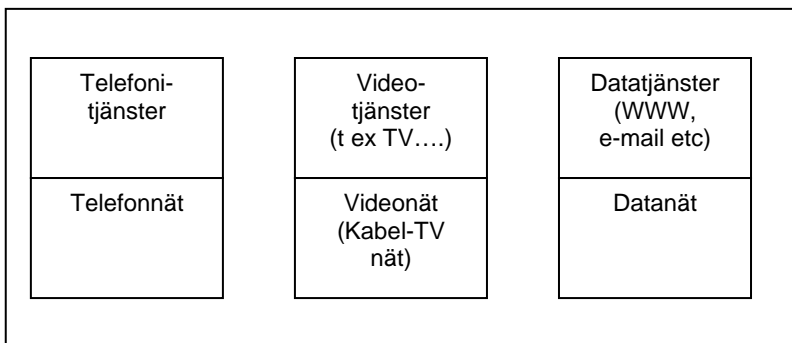 Telefoni-
tjänster
Telefonnät
Video-
tjänster
(t ex TV….)
Videonät
(Kabel-TV
nät)
Datatjänster
(WWW,
e-mail etc)
Datanät